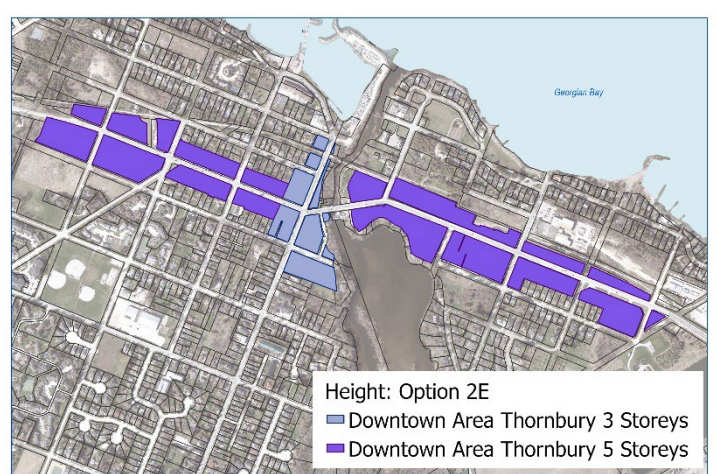 Georgian Bay
Height: Option 2E
Downtown Area Thornbury 3 Storeys
Downtown Area Thornbury 5 Storeys